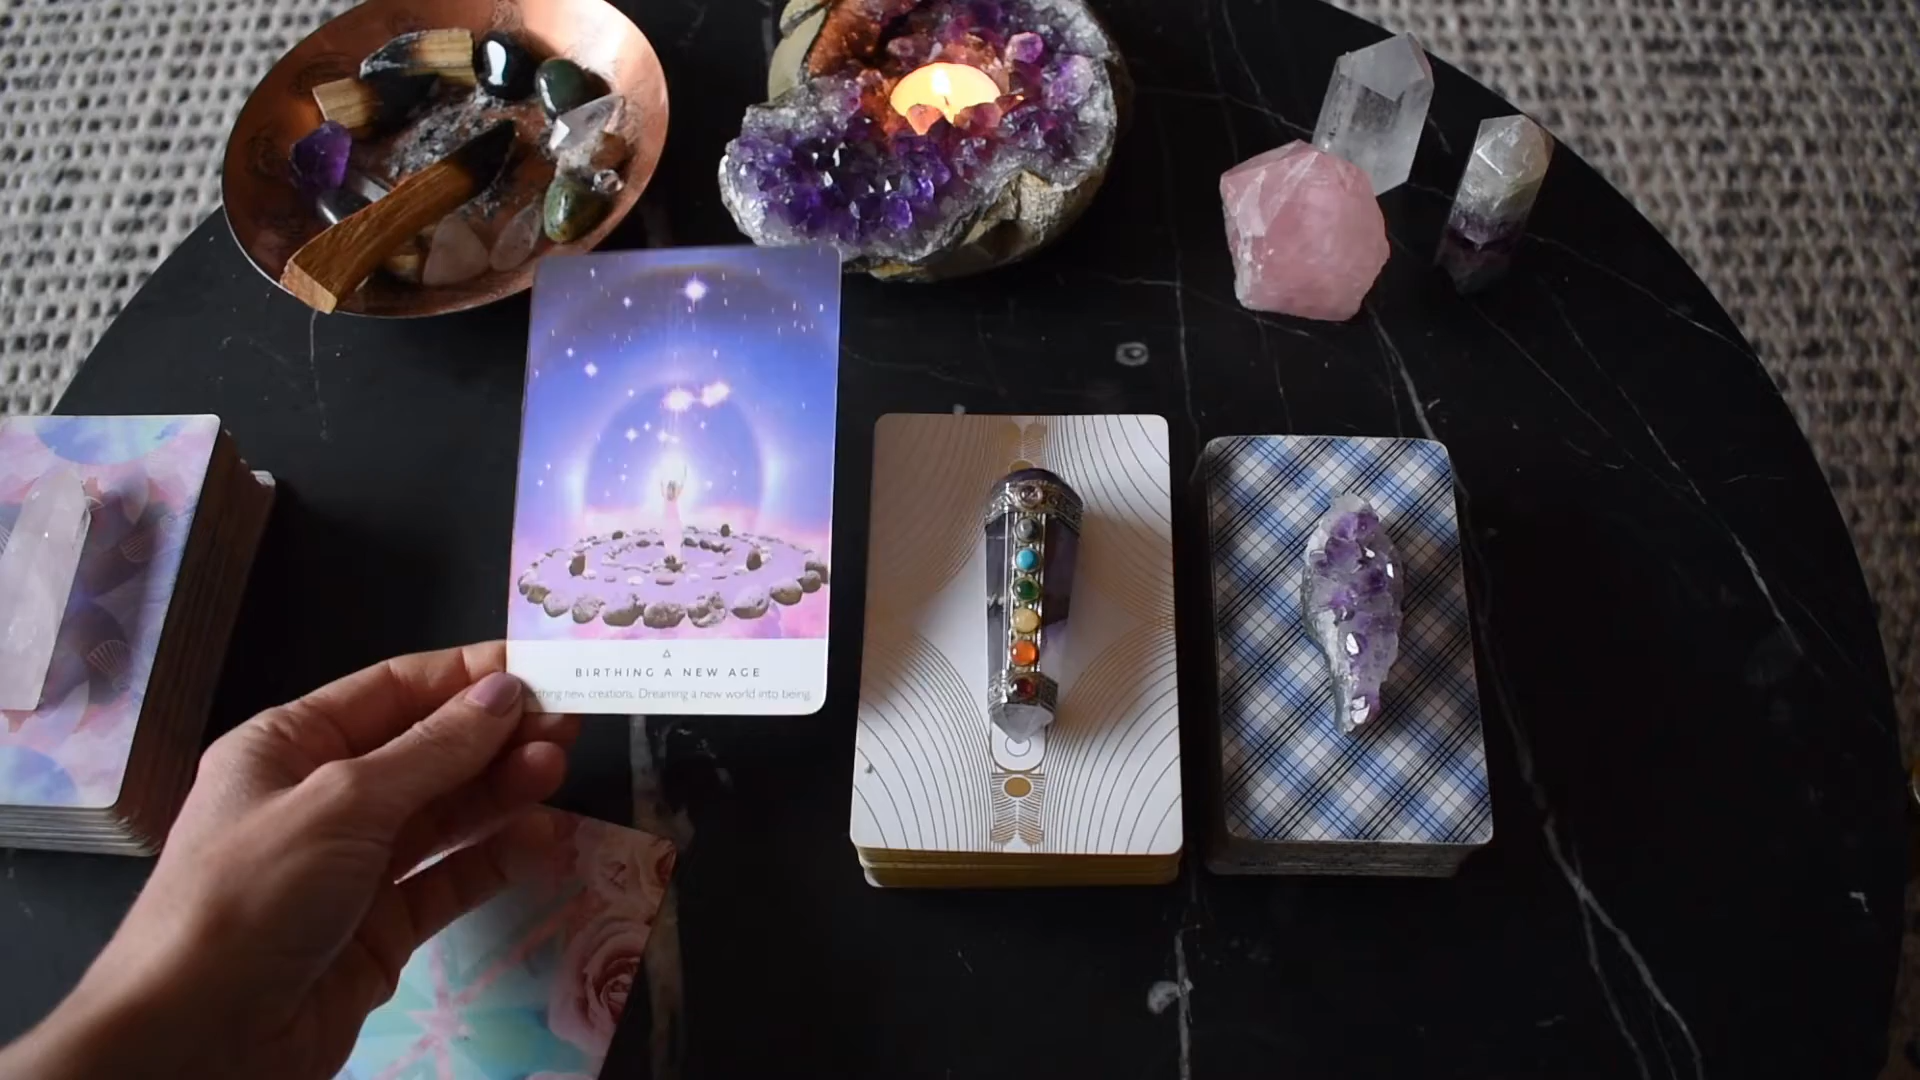 BIRTHING A NEW AGE
new creations. Dreaming a new world into being.